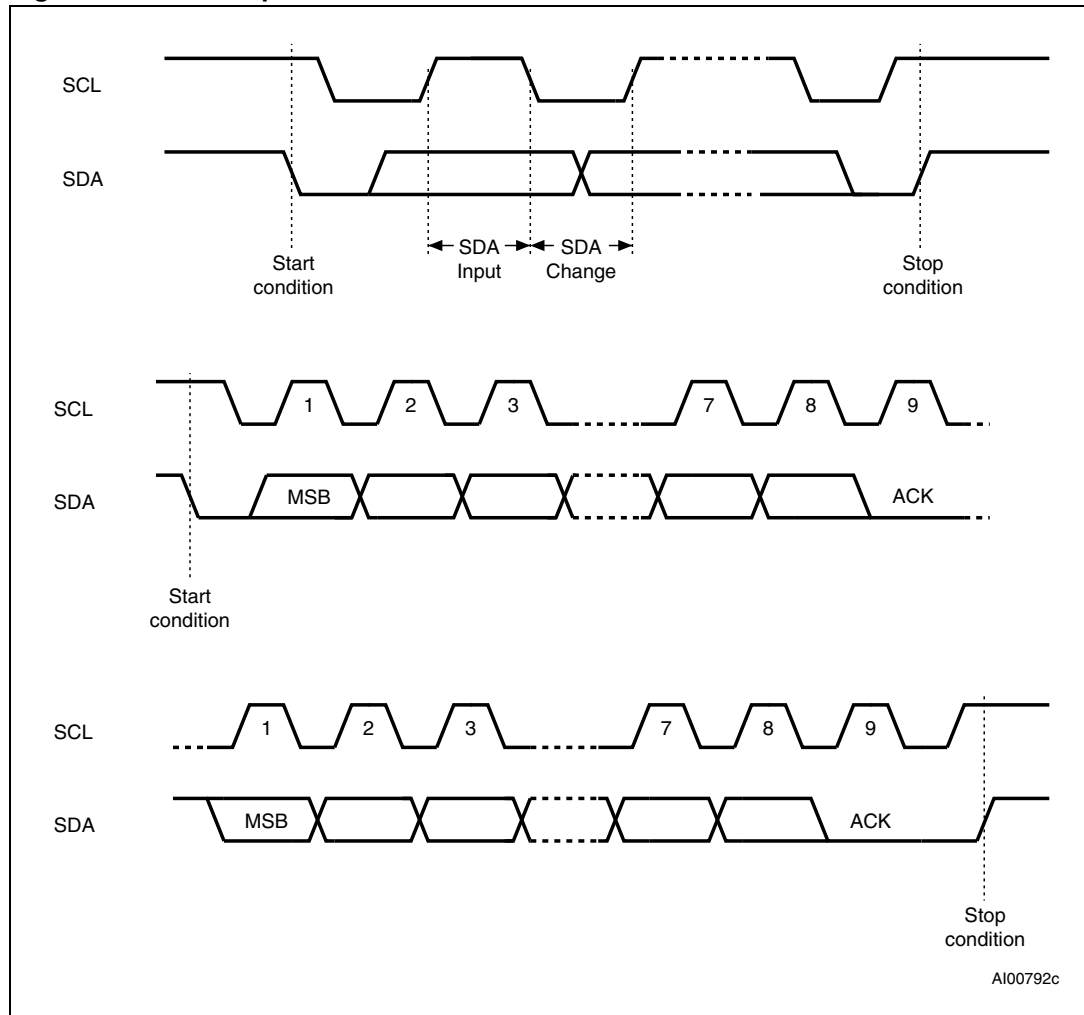 SCL
SDA
SDA
Input
SDA
Change
Start
condition
Stop
condition
SCL
1
2
3
7
8
9
SDA
MSB
ACK
Start
condition
SCL
1
2
3
7
8
9
SDA
MSB
ACK
Stop
condition
AI00792c